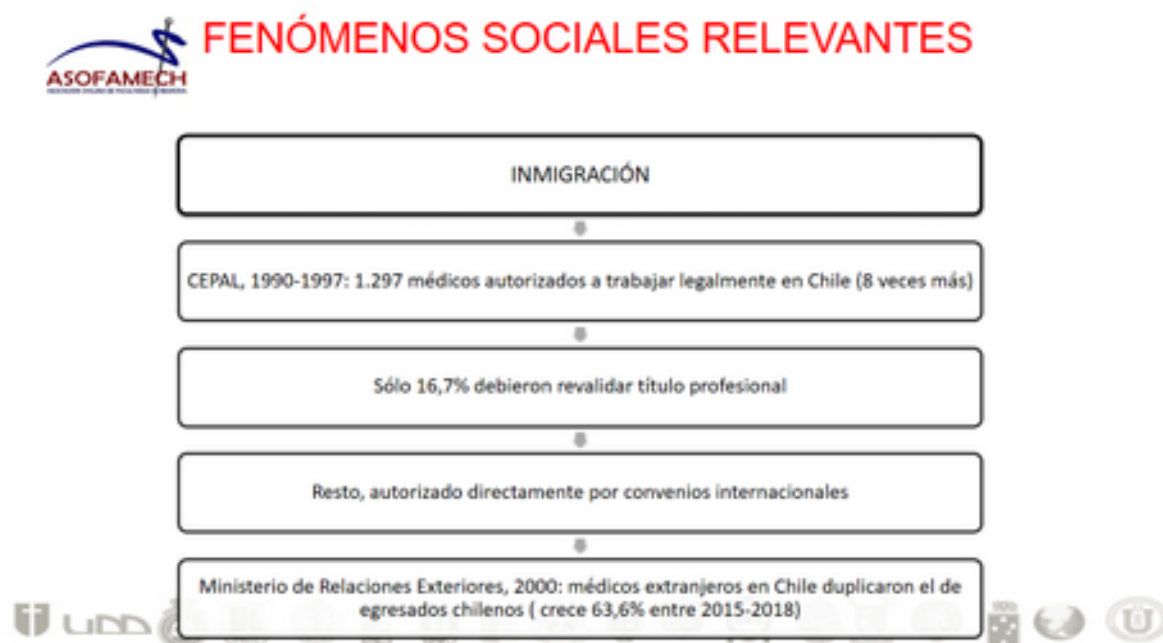 FENÓMENOS SOCIALES RELEVANTES
ASOFAMECH
INMIGRACIÓN
CEPAL, 1990-1997: 1.297 médicos autorizados a trabajar legalmente en Chile (8 veces más)
Sólo 16,7% debieron revalidar título profesional
Resto, autorizado directamente por convenios internacionales
Ministerio de Relaciones Exteriores, 2000: médicos extranjeros en Chile duplicaron el de
egresados chilenos ( crece 63,6% entre 2015-2018)
UDD